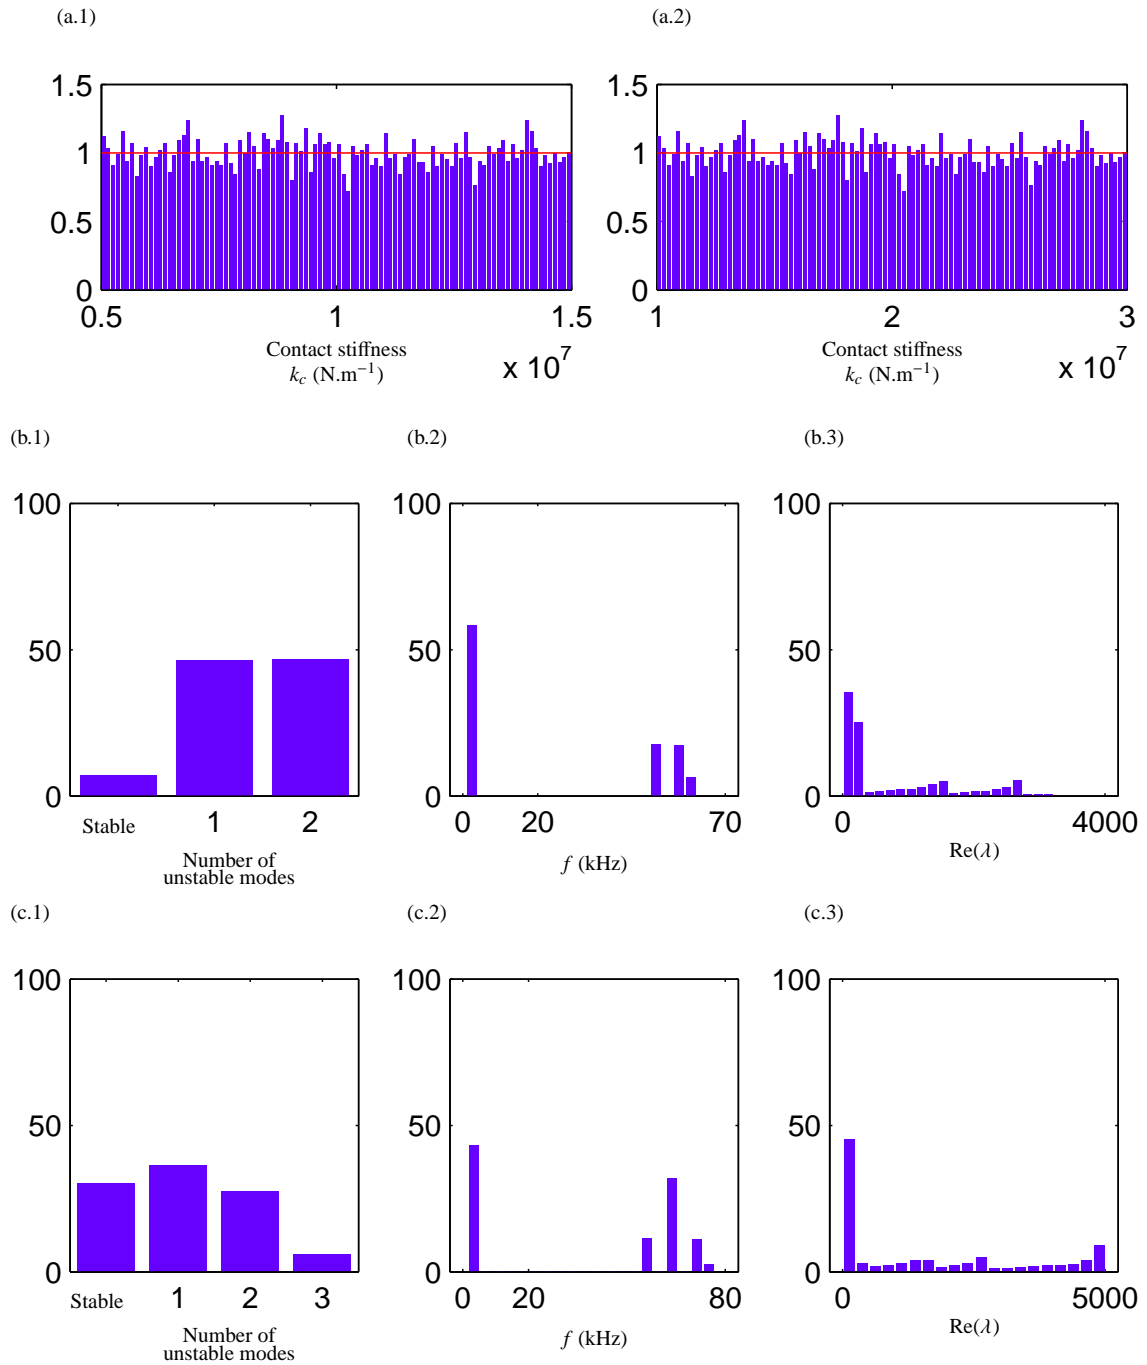 (a.1) (a.2)
1.5 1.5
1 1
0.5 0.5
0 0
0.5 1 1.5 1 2 3
Contact stiffness Contact stiffness
k_c (N.m⁻¹) x 10⁷ k_c (N.m⁻¹) x 10⁷
(b.1) (b.2) (b.3)
100 100 100
50 50 50
0 0 0
Stable 1 2 0 20 70 0 4000
Number of f (kHz) Re(λ)
unstable modes
(c.1) (c.2) (c.3)
100 100 100
50 50 50
0 0 0
Stable 1 2 3 0 20 80 0 5000
Number of f (kHz) Re(λ)
unstable modes